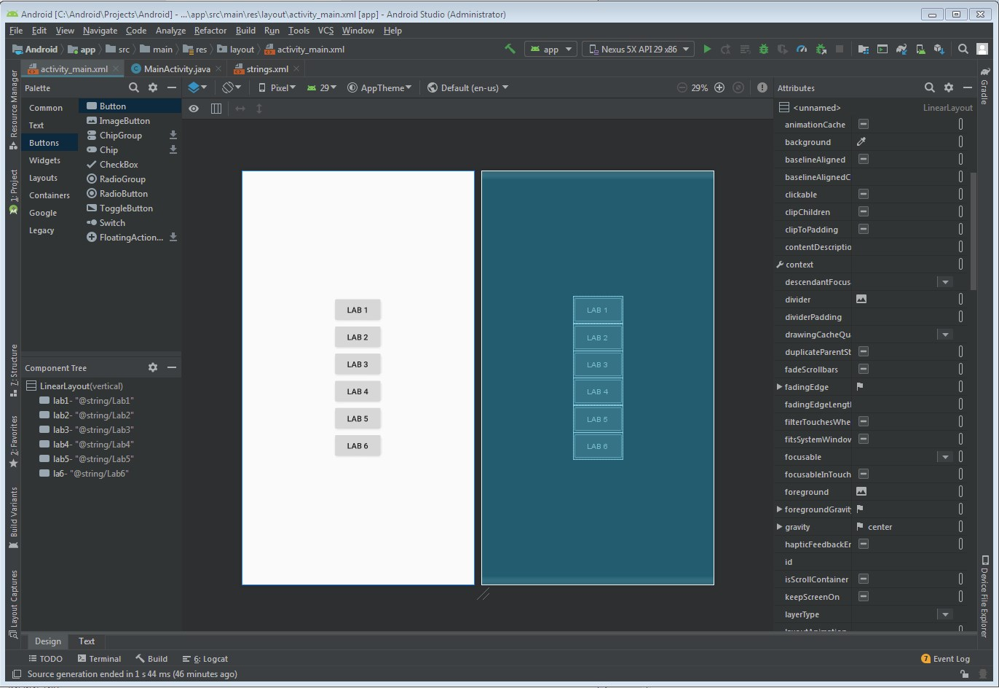 Android [C:\Android\Projects\Android] - ...\app\src\main\res\layout\activity_main.xml [app] - Android Studio (Administrator)
File Edit View Navigate Code Analyze Refactor Build Run Tools VCS Window Help
Android app src main res layout activity_main.xml
app Nexus 5X API 29 x86
activity_main.xml MainActivity.java strings.xml
Resource Manager
1: Project
7: Structure
2: Favorites
Build Variants
Layout Captures
Palette
Common
Text
Buttons
Widgets
Layouts
Containers
Google
Legacy
Button
ImageButton
ChipGroup
Chip
CheckBox
RadioGroup
RadioButton
ToggleButton
Switch
FloatingAction...
Component Tree
LinearLayout(vertical)
lab1- "@string/Lab1"
lab2- "@string/Lab2"
lab3- "@string/Lab3"
lab4- "@string/Lab4"
lab5- "@string/Lab5"
la6- "@string/Lab6"
Pixel 29 AppTheme Default (en-us) 29%
LAB 1
LAB 2
LAB 3
LAB 4
LAB 5
LAB 6
LAB 1
LAB 2
LAB 3
LAB 4
LAB 5
LAB 6
Attributes
<unnamed> LinearLayout
animationCache
background
baselineAligned
baselineAlignedC
clickable
clipChildren
clipToPadding
contentDescriptio
context
descendantFocus
divider
dividerPadding
drawingCacheQu
duplicateParentSt
fadeScrollbars
fadingEdge
fadingEdgeLengt
filterTouchesWhe
fitsSystemWindov
focusable
focusableInTouch
foreground
foregroundGravit
gravity center
hapticFeedbackEr
id
isScrollContainer
keepScreenOn
layerType
Gradle
Device File Explorer
Design Text
TODO Terminal Build 6: Logcat
7 Event Log
Source generation ended in 1 s 44 ms (46 minutes ago)